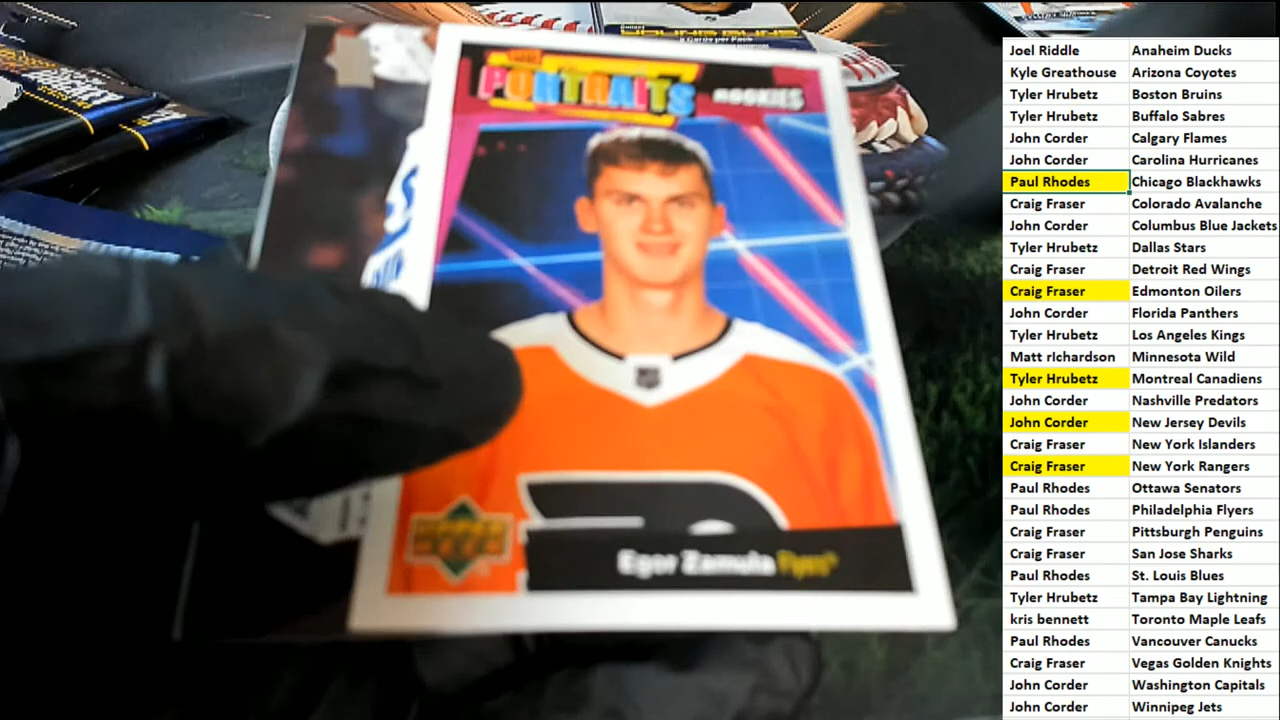 PORTRAITS
ROOKIES
UPPER
Egor Zamula Flyers
Joel Riddle Anaheim Ducks
Kyle Greathouse Arizona Coyotes
Tyler Hrubetz Boston Bruins
Tyler Hrubetz Buffalo Sabres
John Corder Calgary Flames
John Corder Carolina Hurricanes
Paul Rhodes Chicago Blackhawks
Craig Fraser Colorado Avalanche
John Corder Columbus Blue Jackets
Tyler Hrubetz Dallas Stars
Craig Fraser Detroit Red Wings
Craig Fraser Edmonton Oilers
John Corder Florida Panthers
Tyler Hrubetz Los Angeles Kings
Matt rIchardson Minnesota Wild
Tyler Hrubetz Montreal Canadiens
John Corder Nashville Predators
John Corder New Jersey Devils
Craig Fraser New York Islanders
Craig Fraser New York Rangers
Paul Rhodes Ottawa Senators
Paul Rhodes Philadelphia Flyers
Craig Fraser Pittsburgh Penguins
Craig Fraser San Jose Sharks
Paul Rhodes St. Louis Blues
Tyler Hrubetz Tampa Bay Lightning
kris bennett Toronto Maple Leafs
Paul Rhodes Vancouver Canucks
Craig Fraser Vegas Golden Knights
John Corder Washington Capitals
John Corder Winnipeg Jets